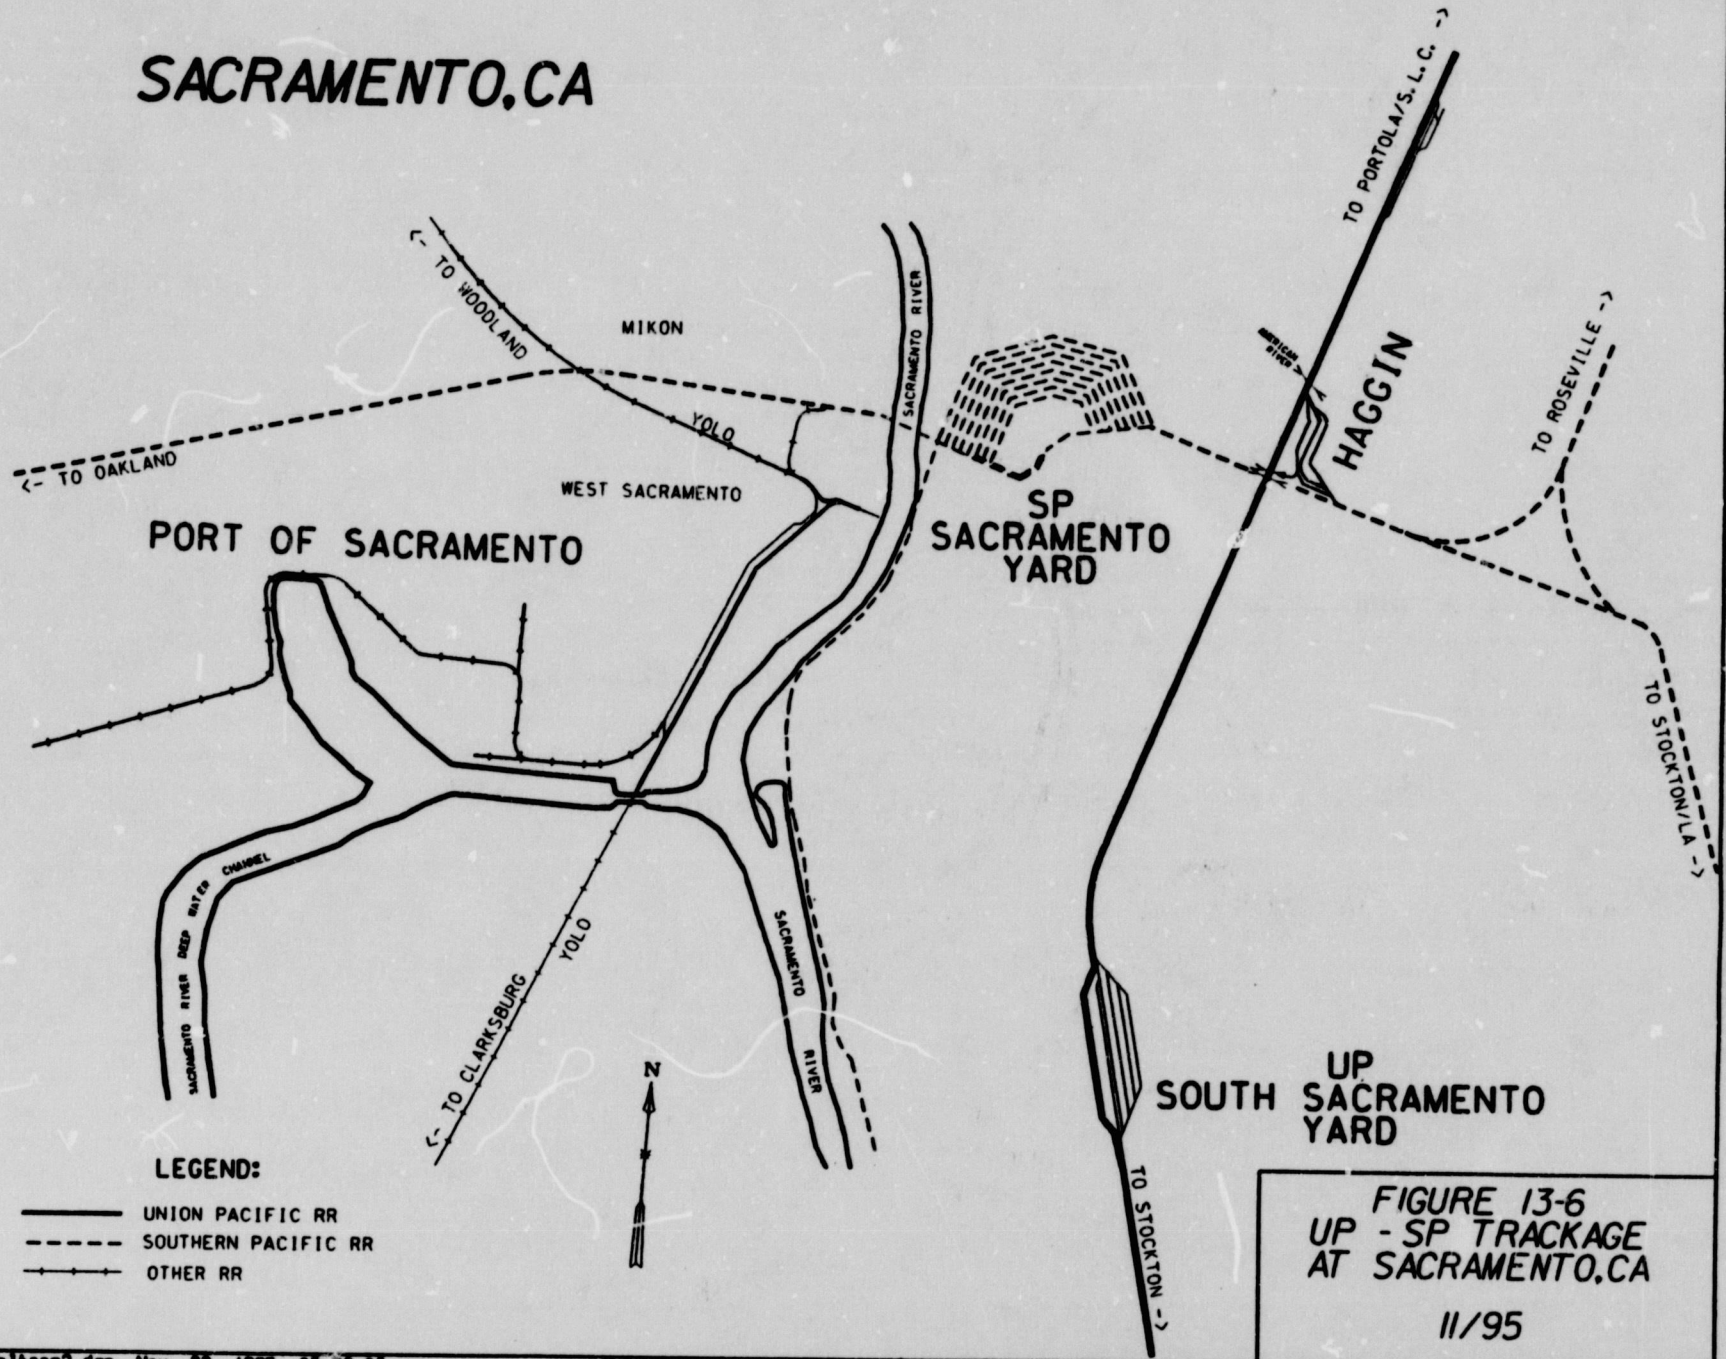 SACRAMENTO,CA
TO PORTOLA/S.L.C. ->
<- TO WOODLAND
MIKON
SACRAMENTO RIVER
AMERICAN
RIVER
HAGGIN
TO ROSEVILLE ->
YOLO
<- TO OAKLAND
WEST SACRAMENTO
PORT OF SACRAMENTO
SP
SACRAMENTO
YARD
TO STOCKTON/LA ->
SACRAMENTO RIVER DEEP WATER CHANNEL
YOLO
<- TO CLARKSBURG
SACRAMENTO RIVER
N
UP
SOUTH SACRAMENTO
YARD
TO STOCKTON ->
LEGEND:
UNION PACIFIC RR
SOUTHERN PACIFIC RR
OTHER RR
FIGURE 13-6
UP - SP TRACKAGE
AT SACRAMENTO,CA
11/95